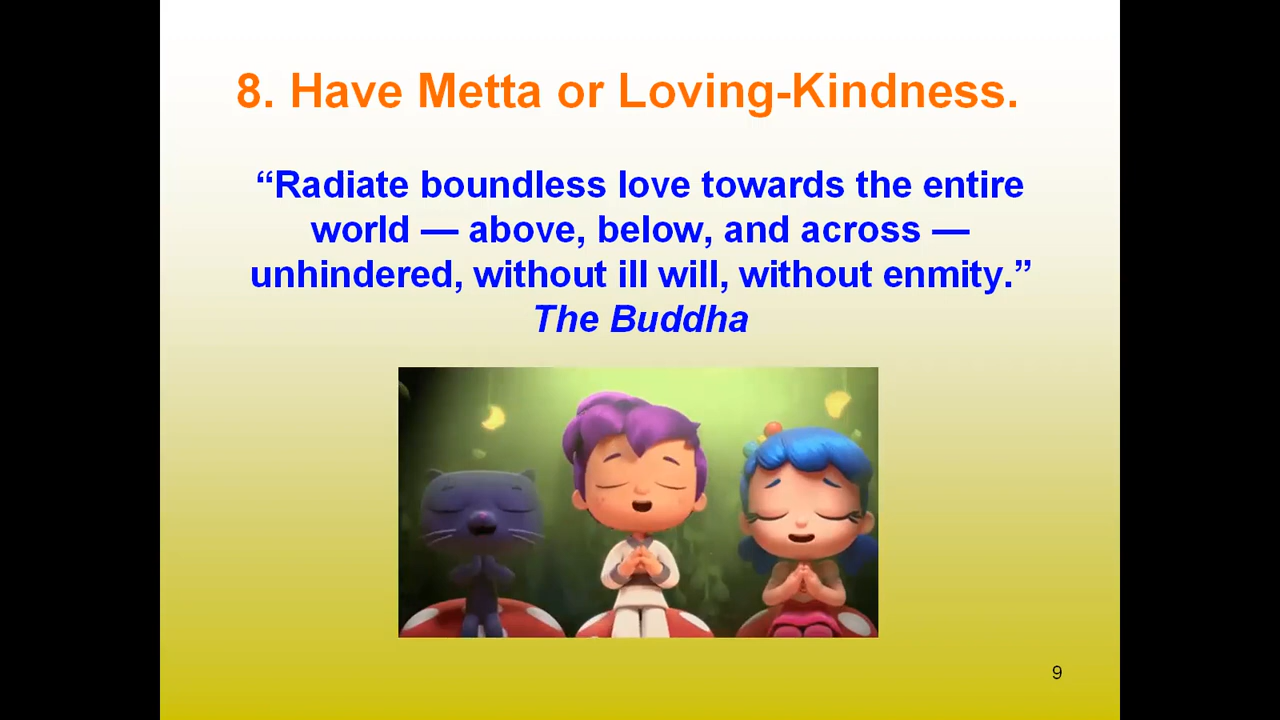 8. Have Metta or Loving-Kindness.
“Radiate boundless love towards the entire
world — above, below, and across —
unhindered, without ill will, without enmity.”
The Buddha
9